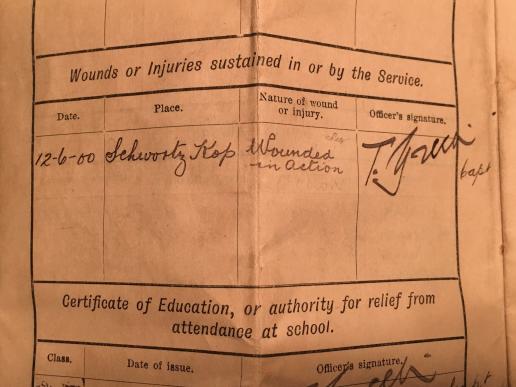 Wounds or Injuries sustained in or by the Service.
Date. Place. Nature of wound or injury. Officer's signature.
12-6-00 Schwortz Kop Wounded in Action T. Capt
Certificate of Education, or authority for relief from
attendance at school.
Class. Date of issue. Officer's signature.